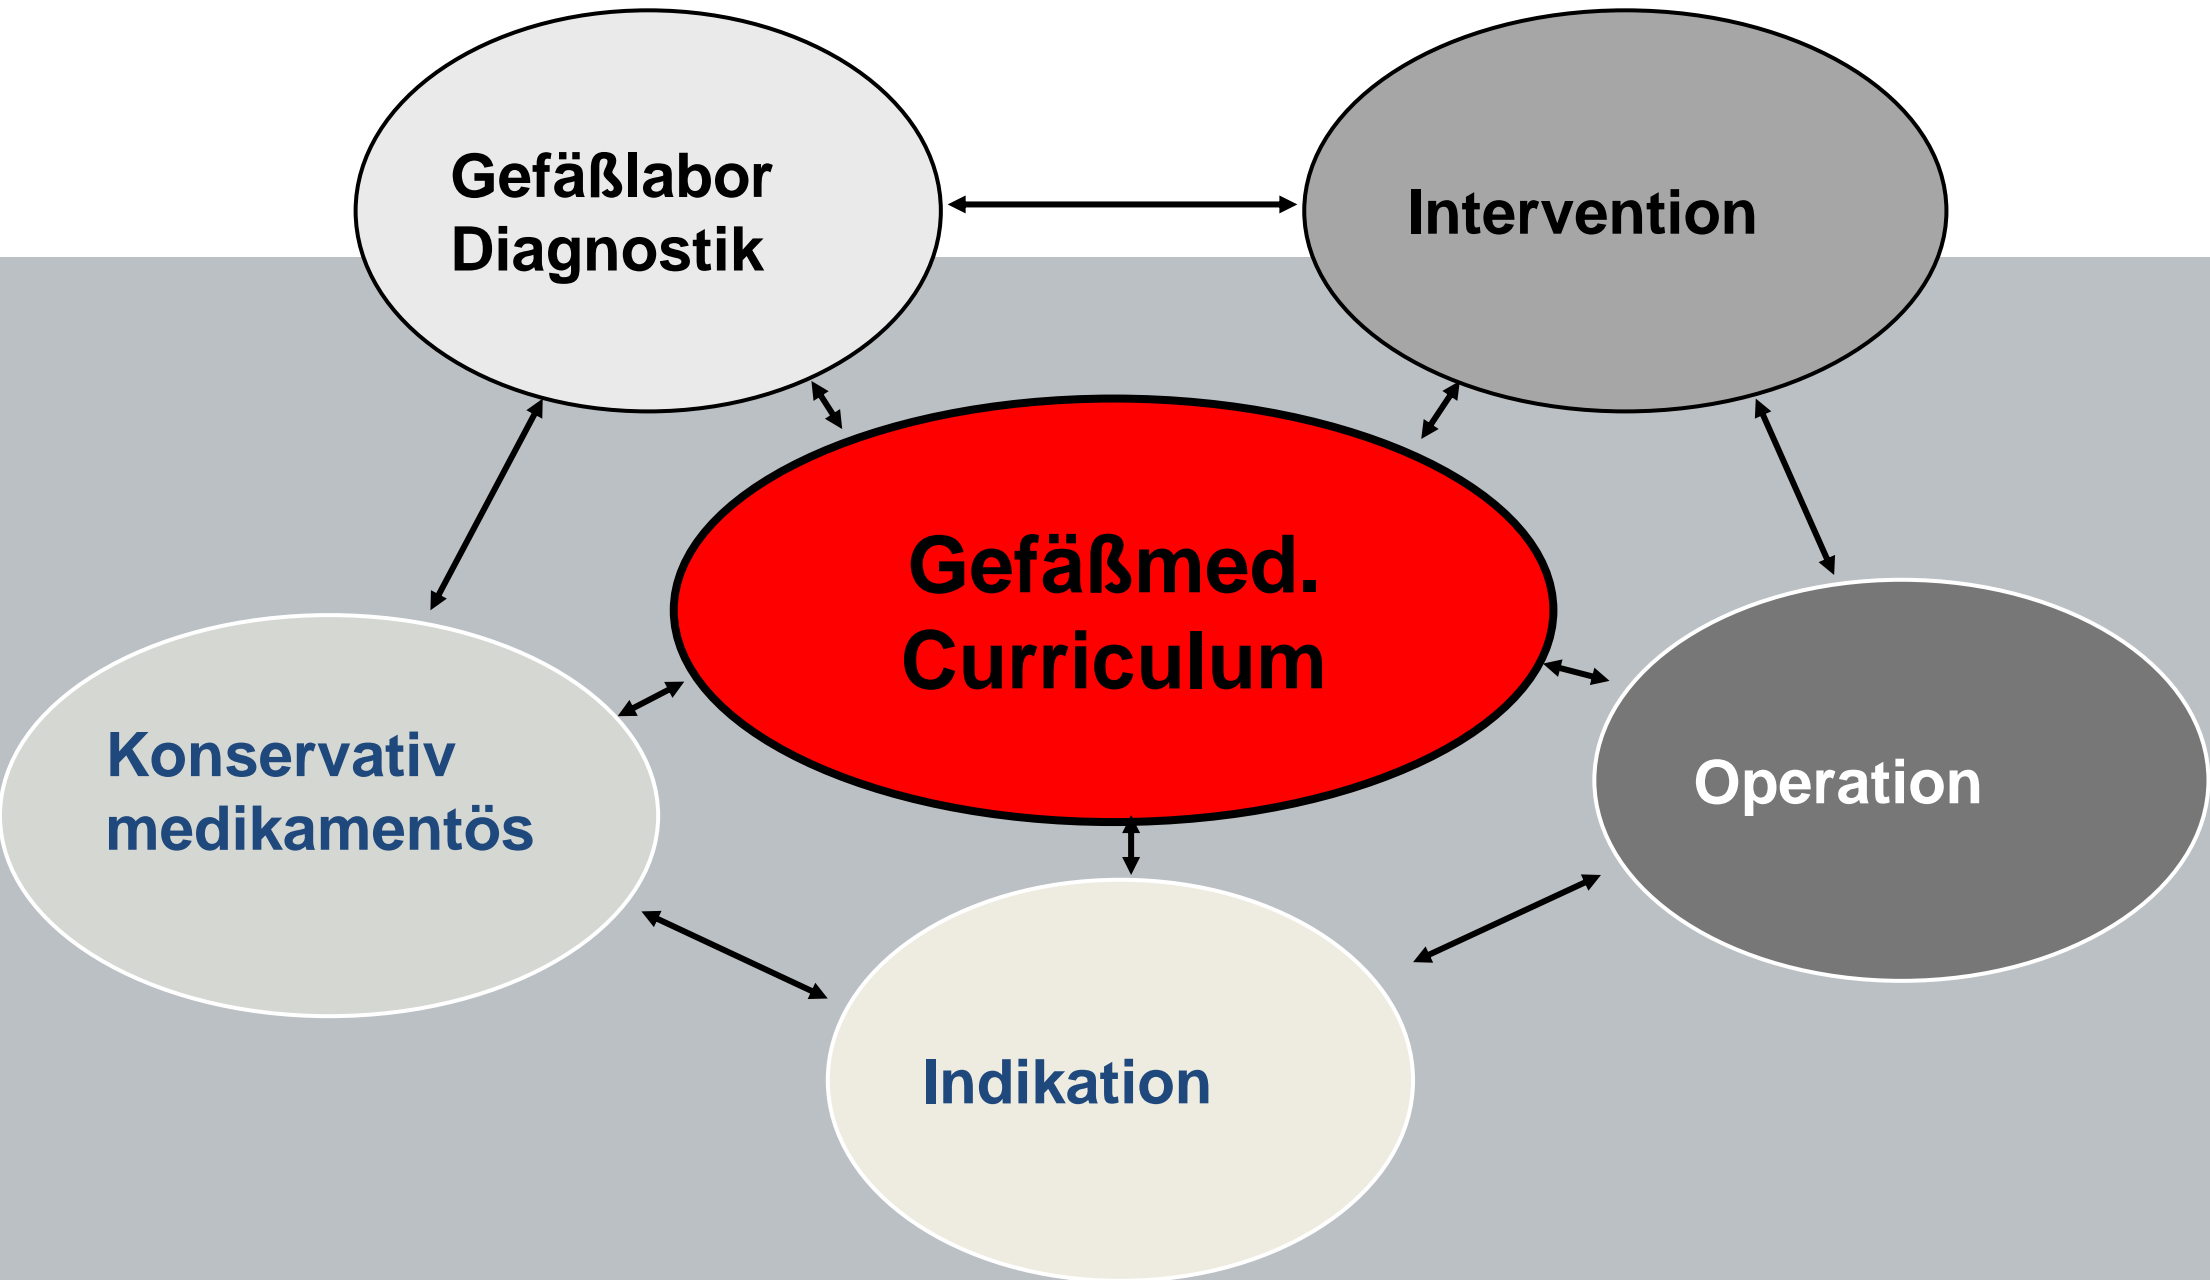 Gefäßlabor
Diagnostik
Intervention
Gefäßmed.
Curriculum
Konservativ
medikamentös
Operation
Indikation